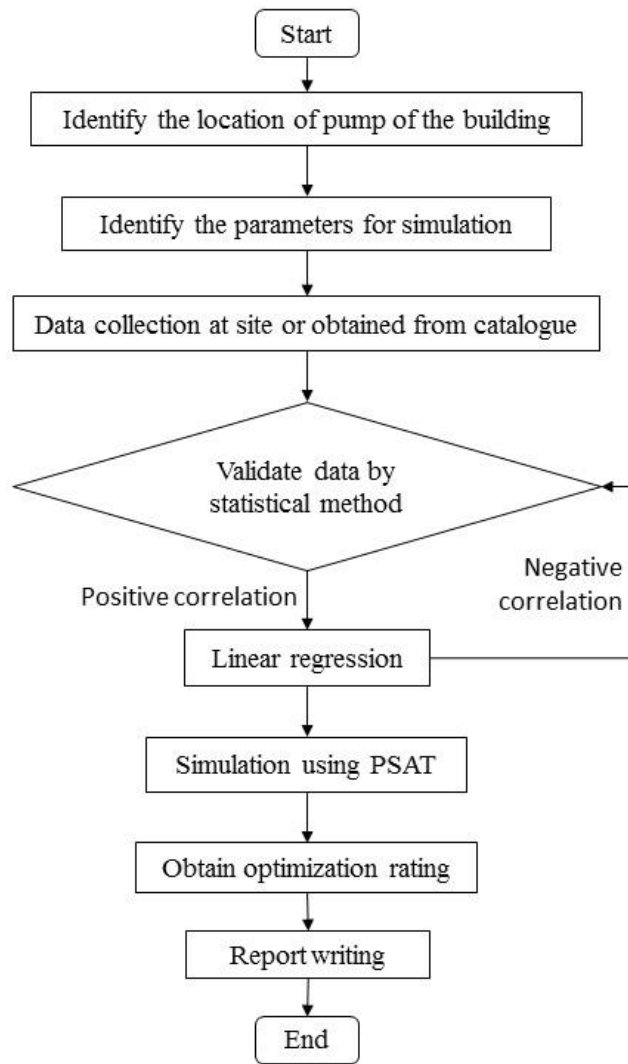 Start
Identify the location of pump of the building
Identify the parameters for simulation
Data collection at site or obtained from catalogue
Validate data by
statistical method
Positive correlation
Negative
correlation
Linear regression
Simulation using PSAT
Obtain optimization rating
Report writing
End